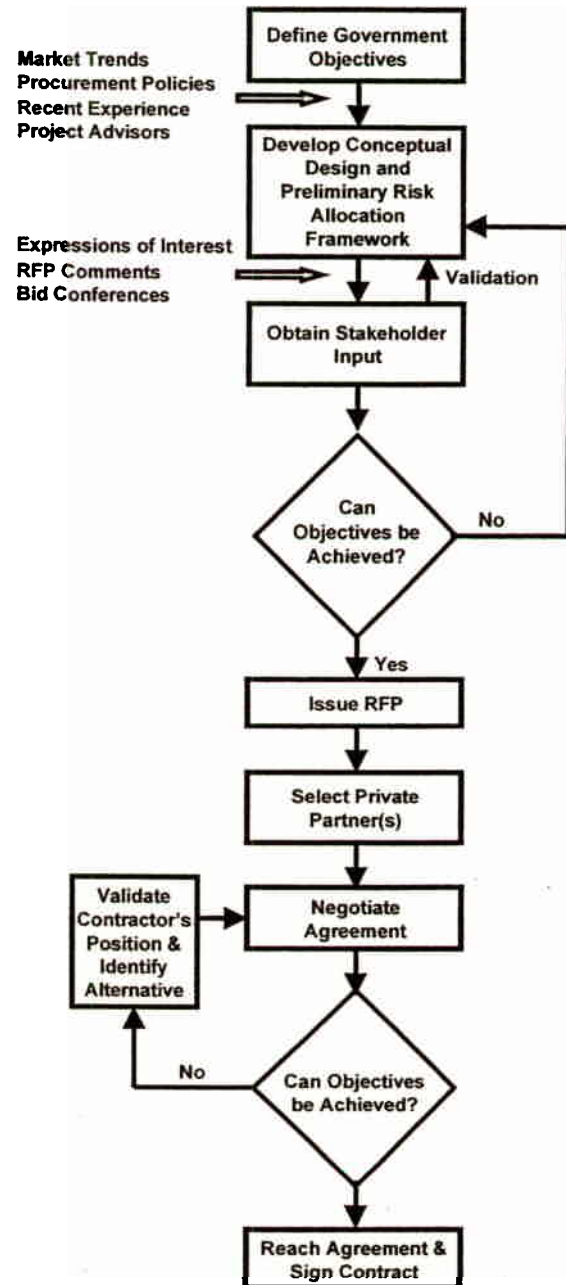 Define Government
Objectives
Market Trends
Procurement Policies
Recent Experience
Project Advisors
Develop Conceptual
Design and
Preliminary Risk
Allocation
Framework
Expressions of Interest
RFP Comments
Bid Conferences
Validation
Obtain Stakeholder
Input
Can
Objectives be
Achieved?
No
Yes
Issue RFP
Select Private
Partner(s)
Validate
Contractor's
Position &
Identify
Alternative
Negotiate
Agreement
No
Can Objectives
be Achieved?
Reach Agreement &
Sign Contract